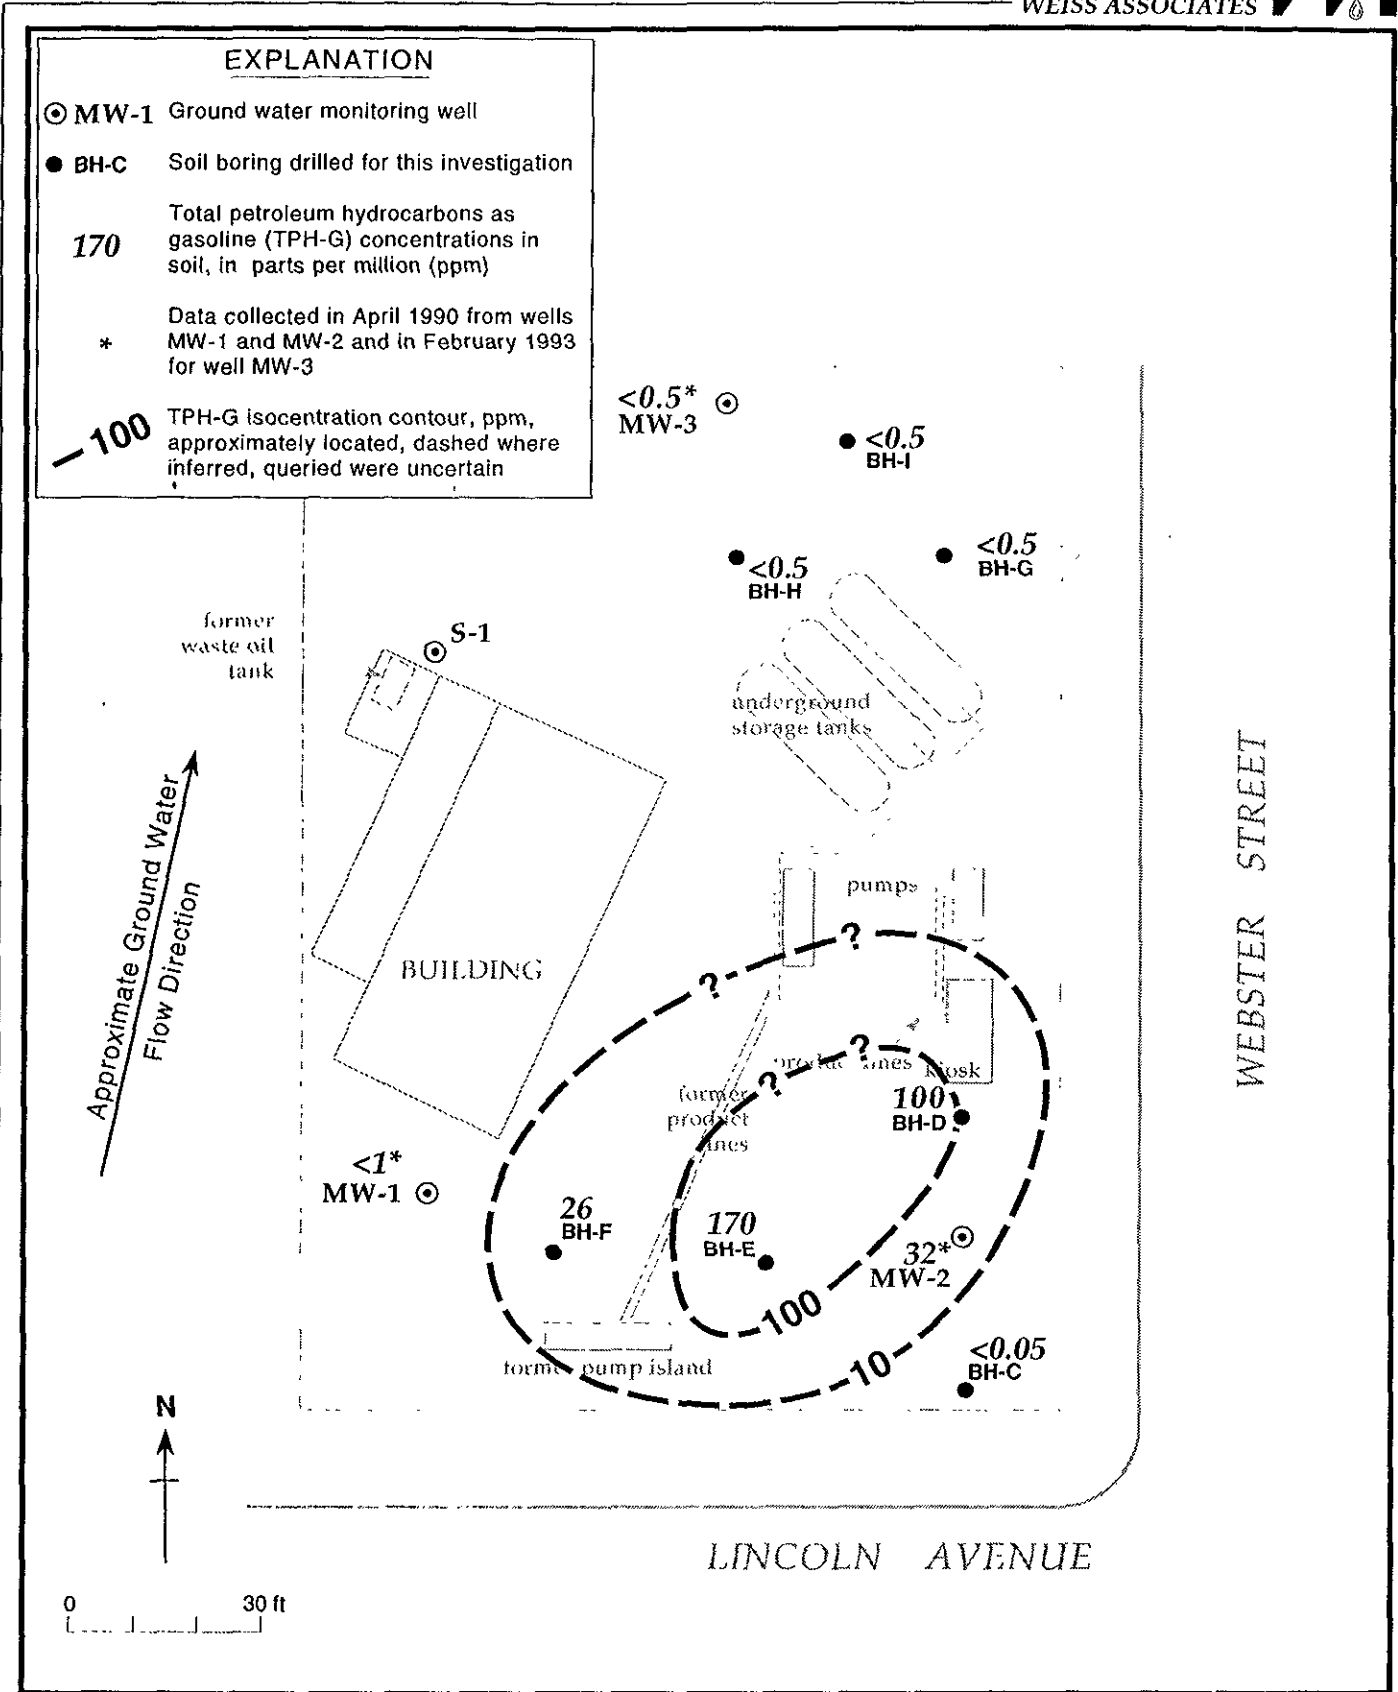 WEISS ASSOCIATES
EXPLANATION
MW-1 Ground water monitoring well
BH-C Soil boring drilled for this investigation
170 Total petroleum hydrocarbons as
gasoline (TPH-G) concentrations in
soil, in parts per million (ppm)
* Data collected in April 1990 from wells
MW-1 and MW-2 and in February 1993
for well MW-3
100 TPH-G isocentration contour, ppm,
approximately located, dashed where
inferred, queried were uncertain
<0.5*
MW-3
<0.5
BH-I
<0.5
BH-H
<0.5
BH-G
former
waste oil
tank
S-1
underground
storage tanks
Approximate Ground Water
Flow Direction
WEBSTER STREET
BUILDING
pumps
?
?
?
?
product lines
kiosk
former
product
lines
100
BH-D
<1*
MW-1
26
BH-F
170
BH-E
32*
MW-2
100
10
<0.05
BH-C
former pump island
N
LINCOLN AVENUE
0 30 ft